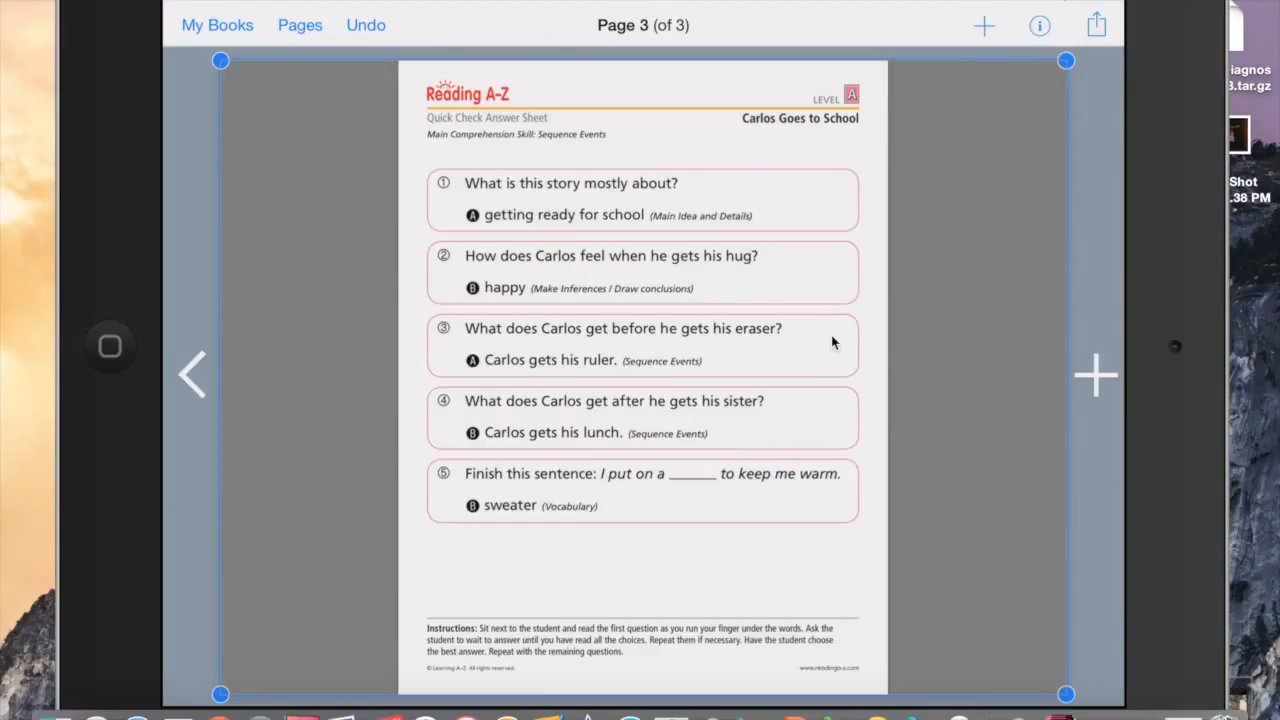 My Books Pages Undo Page 3 (of 3)
Reading A-Z
LEVEL A
Quick Check Answer Sheet
Carlos Goes to School
Main Comprehension Skill: Sequence Events
① What is this story mostly about?
A getting ready for school (Main Idea and Details)
② How does Carlos feel when he gets his hug?
B happy (Make Inferences / Draw conclusions)
③ What does Carlos get before he gets his eraser?
A Carlos gets his ruler. (Sequence Events)
④ What does Carlos get after he gets his sister?
B Carlos gets his lunch. (Sequence Events)
⑤ Finish this sentence: I put on a ______ to keep me warm.
B sweater (Vocabulary)
Instructions: Sit next to the student and read the first question as you run your finger under the words. Ask the
student to wait to answer until you have read all the choices. Repeat them if necessary. Have the student choose
the best answer. Repeat with the remaining questions.
© Learning A-Z All rights reserved.
www.readinga-z.com
iagnos
3.tar.gz
Shot
.38 PM